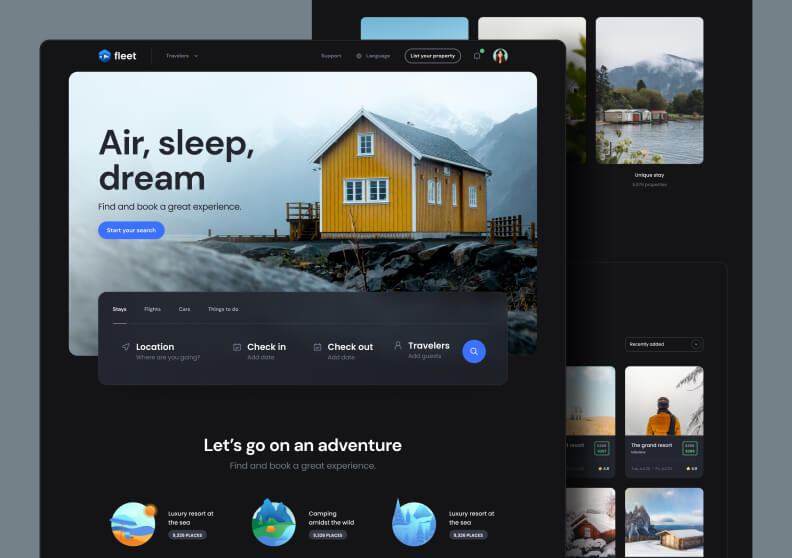 fleet
Travelers
Support
Language
List your property
Air, sleep,
dream
Find and book a great experience.
Start your search
Stays
Flights
Cars
Things to do
Location
Where are you going?
Check in
Add date
Check out
Add date
Travelers
Add guests
Let's go on an adventure
Find and book a great experience.
Luxury resort at
the sea
9,326 PLACES
Camping
amidst the wild
9,326 PLACES
Luxury resort at
the sea
9,326 PLACES
Unique stay
properties
Recently added
resort
4.8
The grand resort
4.9